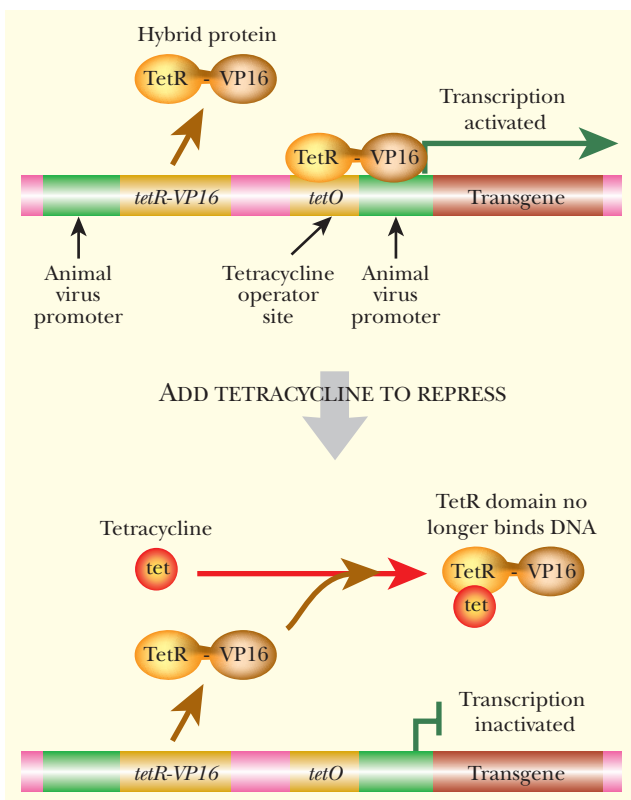 Hybrid protein
TetR - VP16
Transcription
activated
TetR - VP16
tetR-VP16 tetO Transgene
Animal
virus
promoter
Tetracycline
operator
site
Animal
virus
promoter
ADD TETRACYCLINE TO REPRESS
TetR domain no
longer binds DNA
Tetracycline
tet
TetR - VP16
tet
TetR - VP16
Transcription
inactivated
tetR-VP16 tetO Transgene